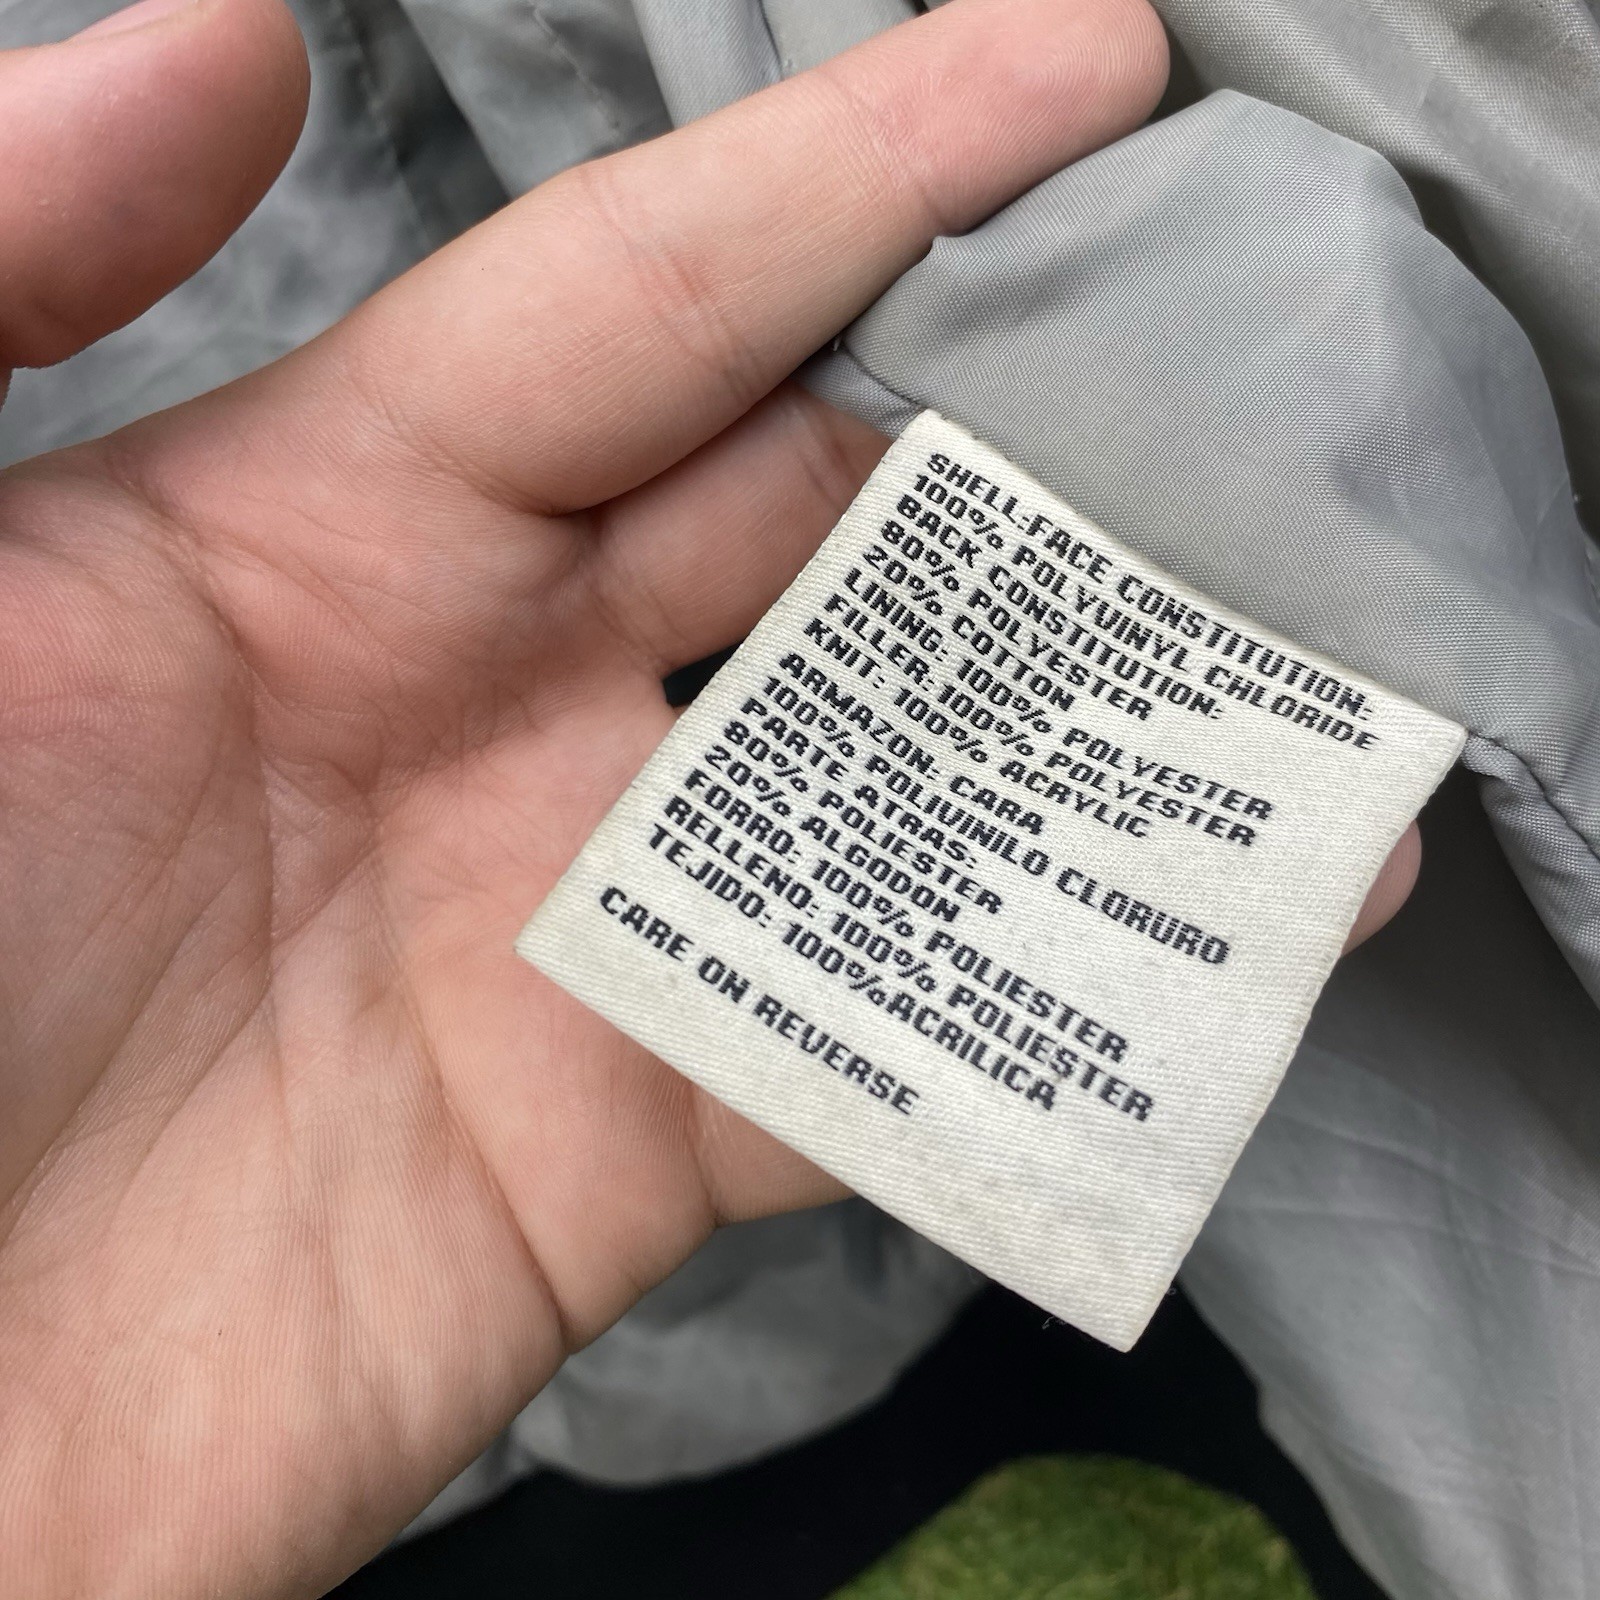 SHELL:FACE CONSTITUTION:
100% POLYVINYL CHLORIDE
BACK CONSTITUTION:
80% POLYESTER
20% COTTON
LINING: 100% POLYESTER
FILLER: 100% POLYESTER
KNIT: 100% ACRYLIC
ARMAZON: CARA
100% POLIVINILO CLORURO
PARTE ATRAS:
80% POLIESTER
20% ALGODON
FORRO: 100% POLIESTER
RELLENO: 100% POLIESTER
TEJIDO: 100%ACRILICA
CARE ON REVERSE